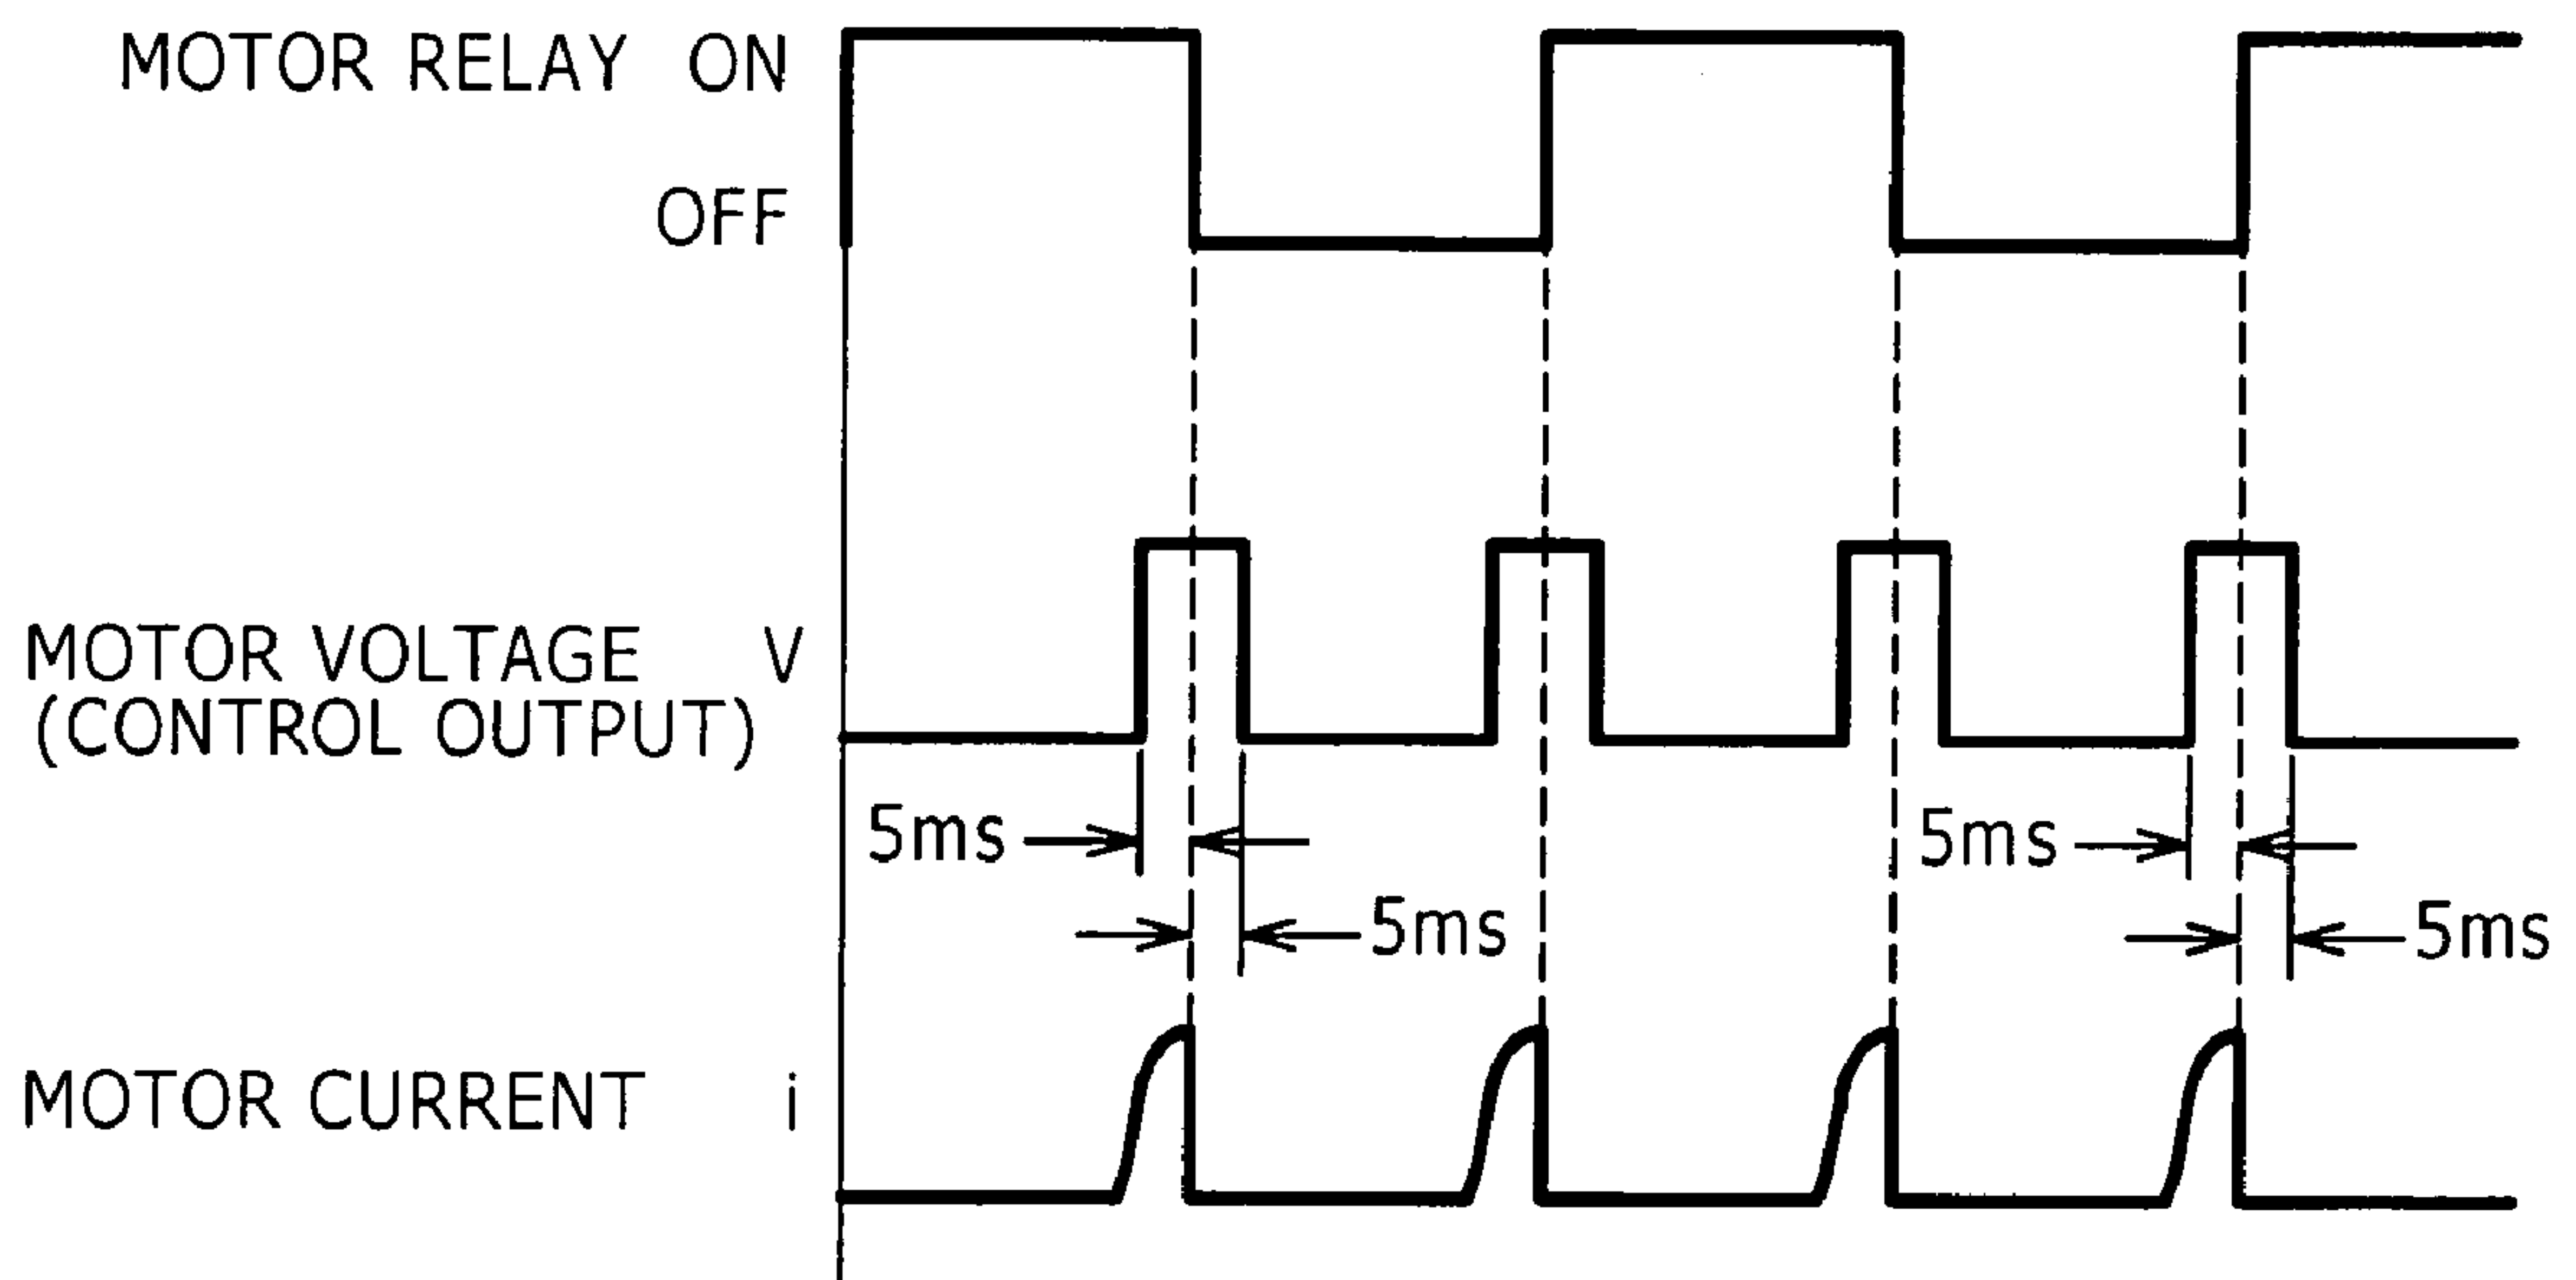 MOTOR RELAY ON
OFF
MOTOR VOLTAGE V
(CONTROL OUTPUT)
5ms
5ms
5ms
5ms
MOTOR CURRENT i